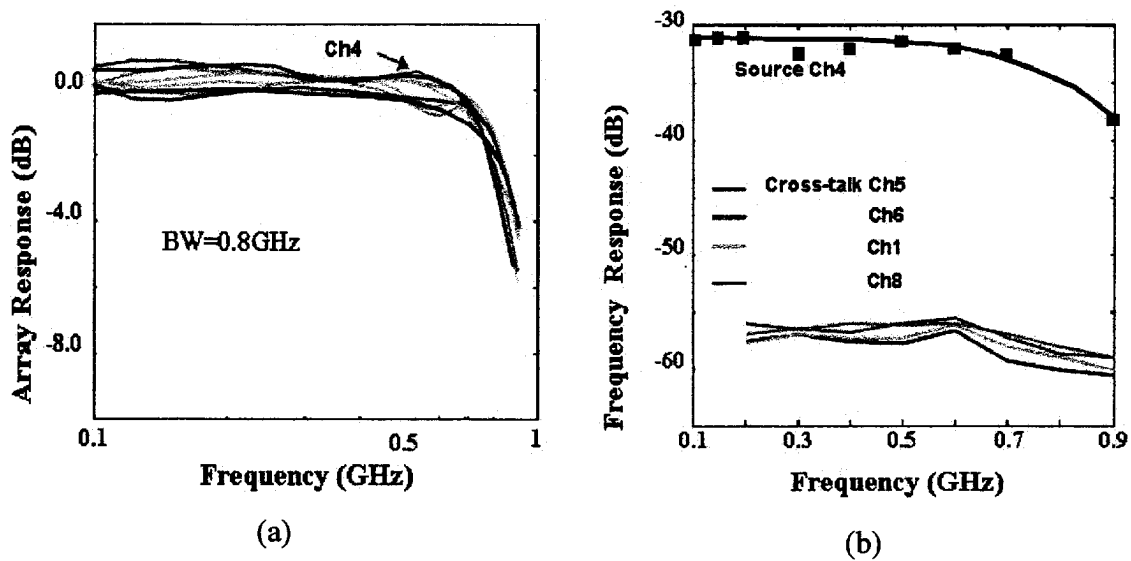 Ch4
0.0
-4.0
-8.0
Array Response (dB)
BW=0.8GHz
0.1
0.5
1
Frequency (GHz)
(a)
-30
-40
-50
-60
Frequency Response (dB)
Source Ch4
Cross-talk Ch5
Ch6
Ch1
Ch8
0.1
0.3
0.5
0.7
0.9
Frequency (GHz)
(b)